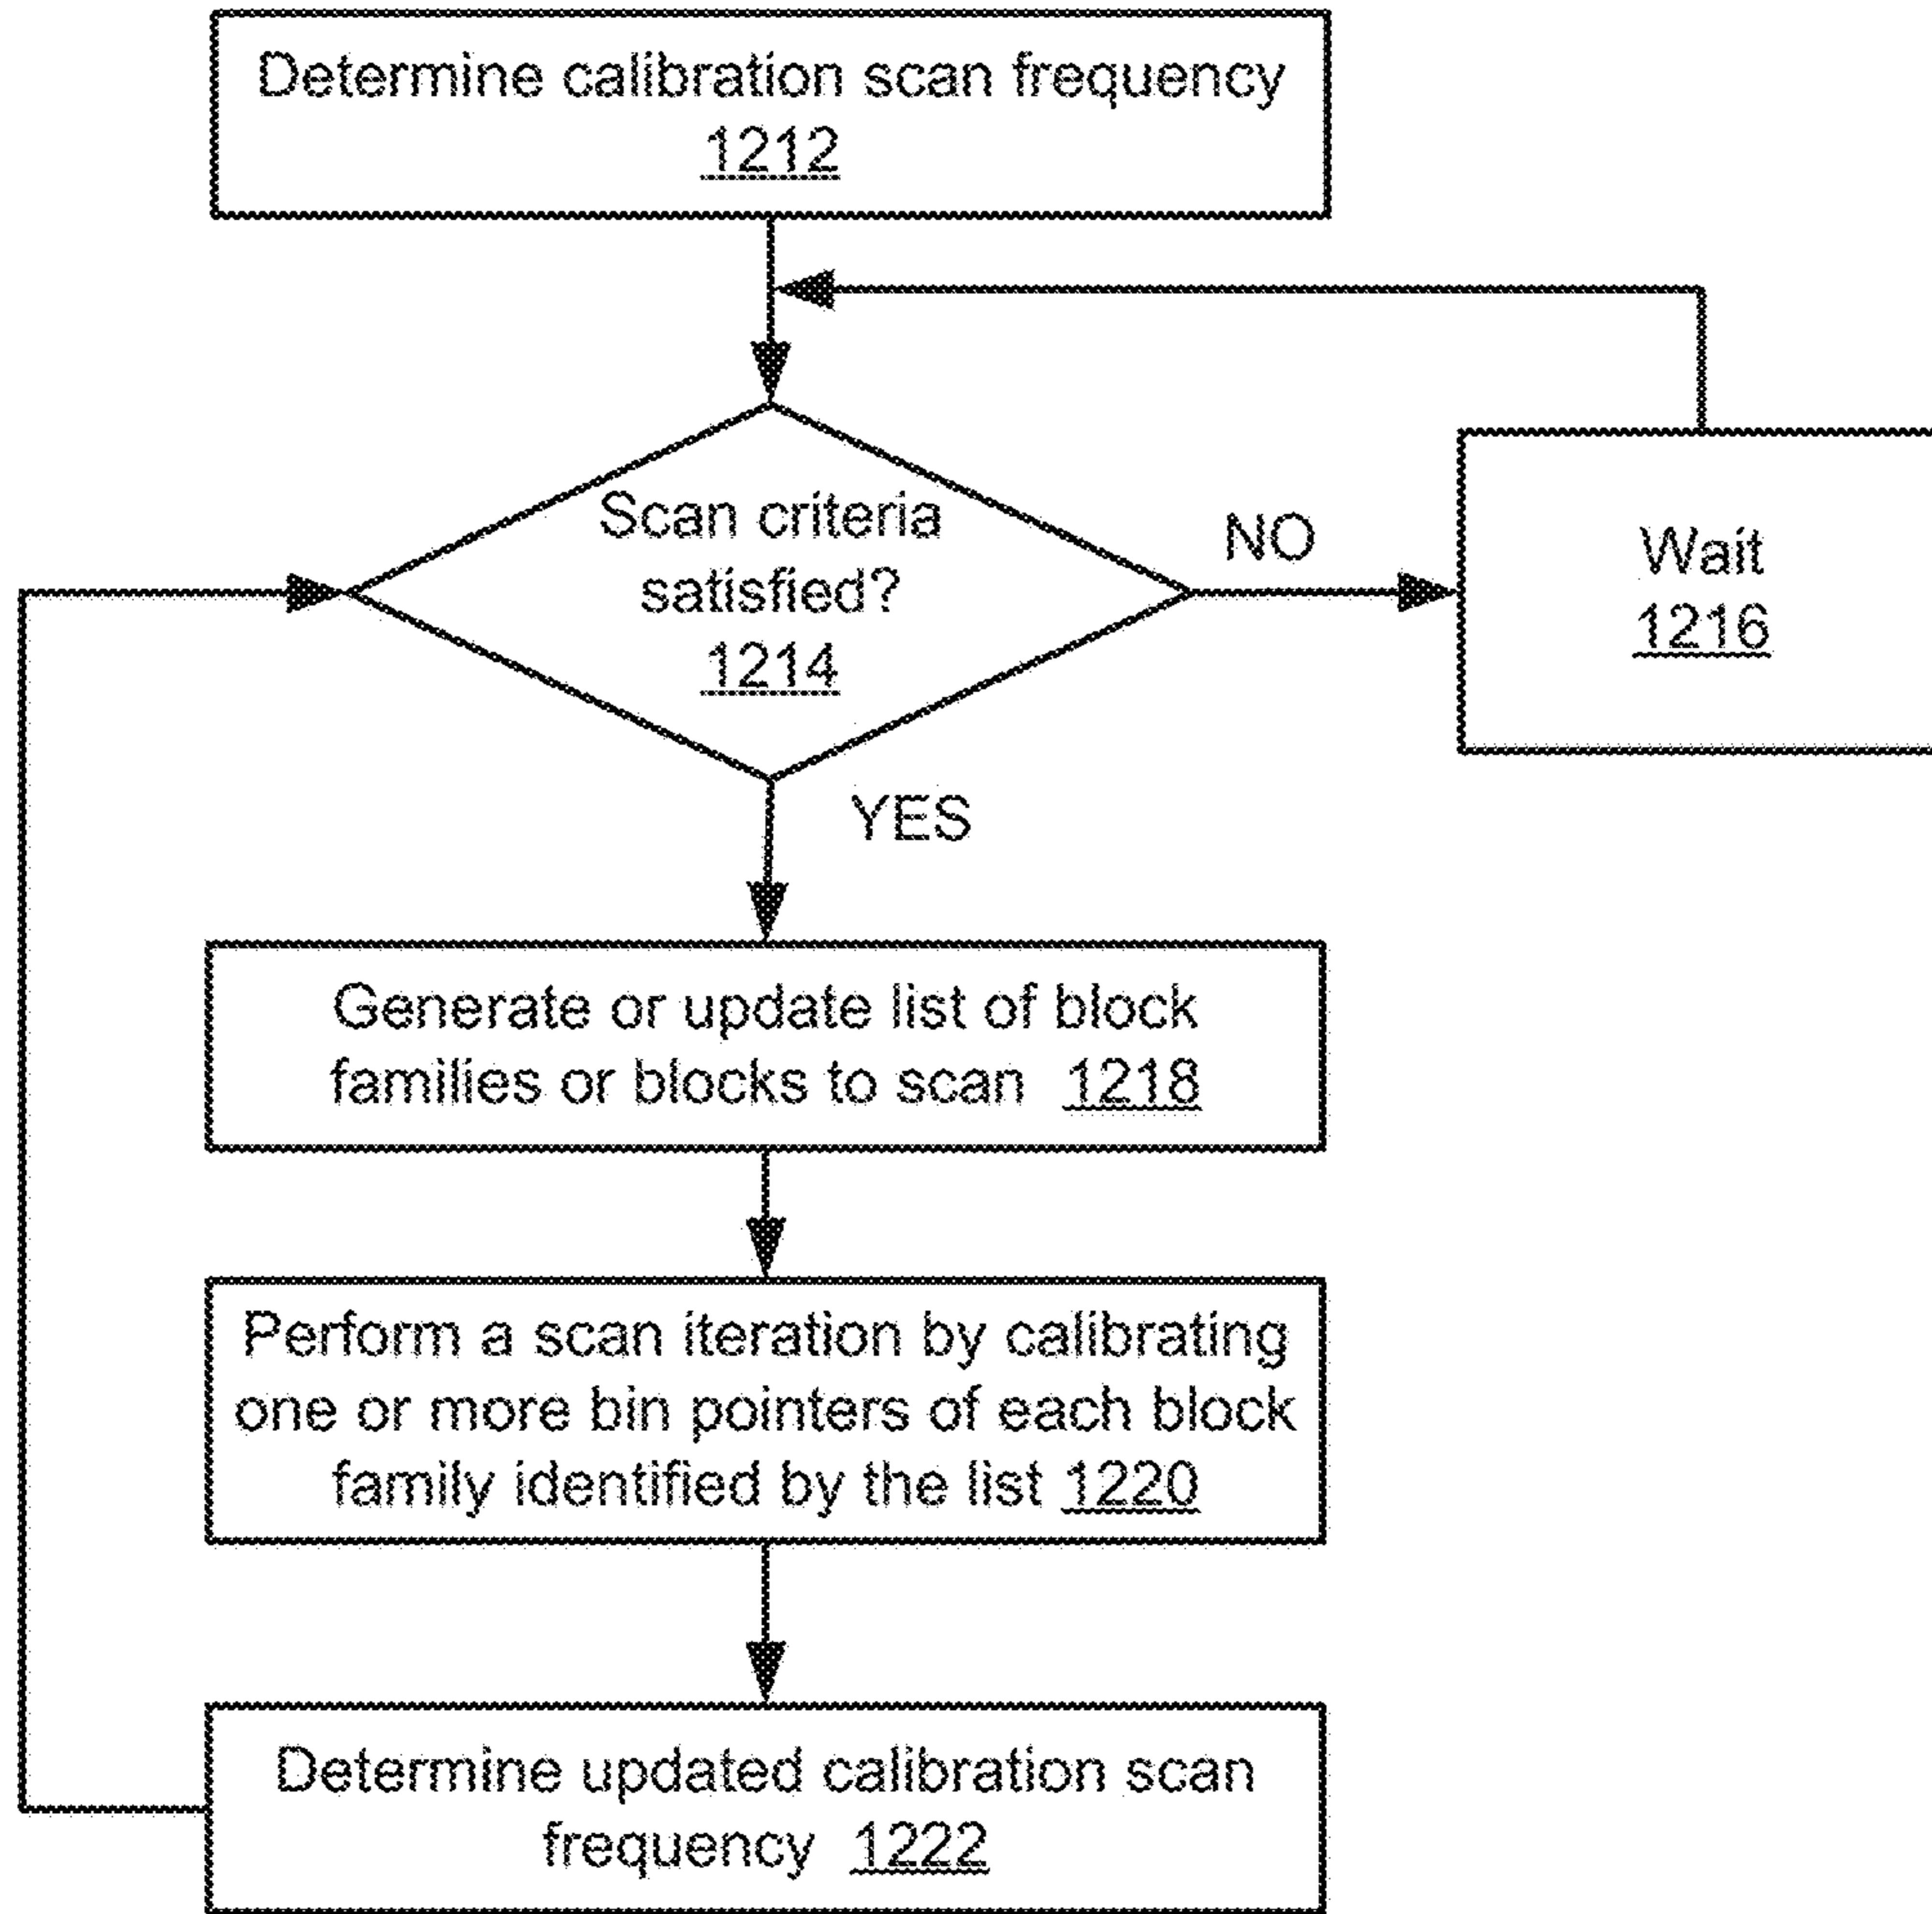 Determine calibration scan frequency
1212
Scan criteria
satisfied?
1214
NO
Wait
1216
YES
Generate or update list of block
families or blocks to scan 1218
Perform a scan iteration by calibrating
one or more bin pointers of each block
family identified by the list 1220
Determine updated calibration scan
frequency 1222